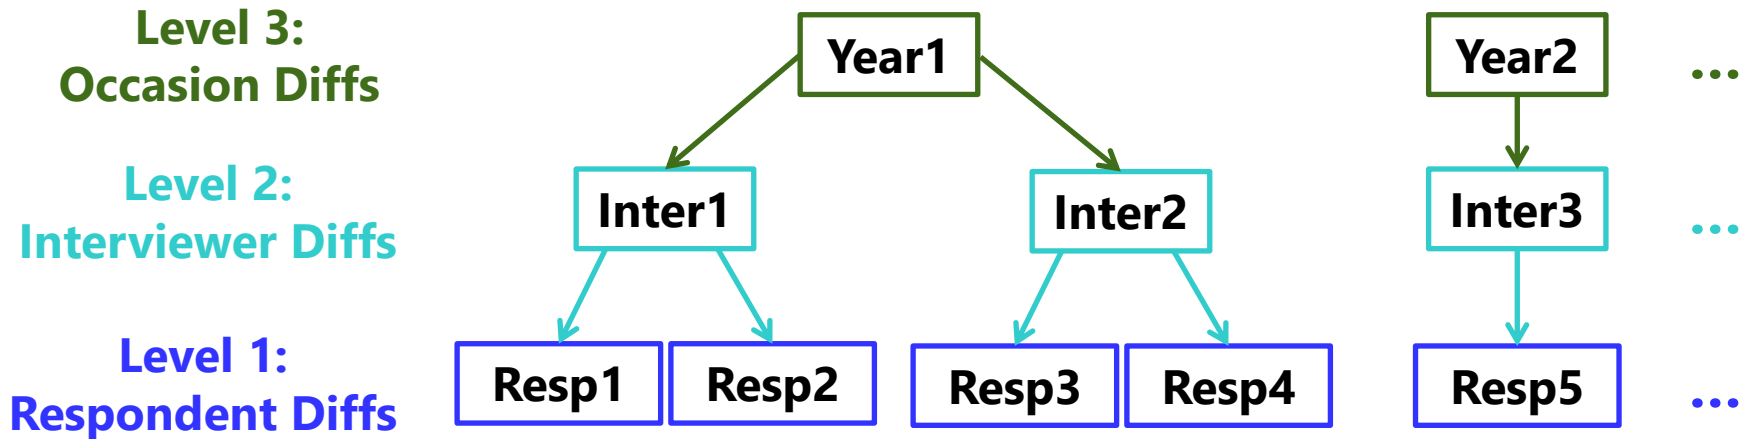 Level 3:
Occasion Diffs
Year1
Year2
...
Level 2:
Interviewer Diffs
Inter1
Inter2
Inter3
...
Level 1:
Respondent Diffs
Resp1
Resp2
Resp3
Resp4
Resp5
...